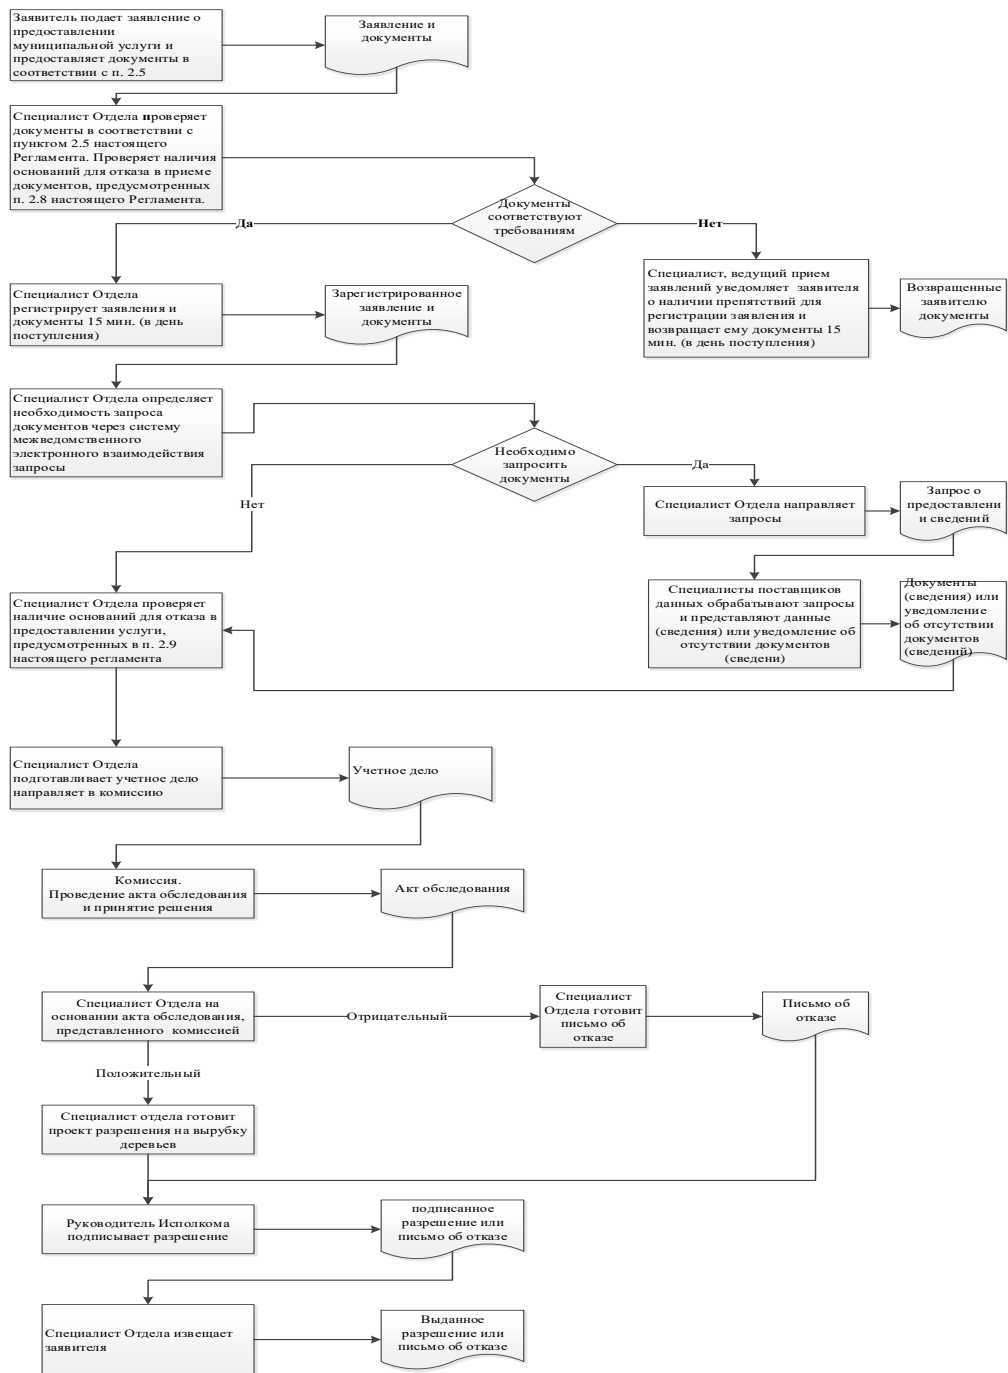 Заявитель подает заявление о
предоставлении
муниципальной услуги и
предоставляет документы в
соответствии с п. 2.5
Заявление и
документы
Специалист Отдела проверяет
документы в соответствии с
пунктом 2.5 настоящего
Регламента. Проверяет наличия
оснований для отказа в приеме
документов, предусмотренных
п. 2.8 настоящего Регламента.
Документы
соответствуют
требованиям
Да
Нет
Специалист Отдела
регистрирует заявления и
документы 15 мин. (в день
поступления)
Зарегистрированное
заявление и
документы
Специалист, ведущий прием
заявлений уведомляет заявителя
о наличии препятствий для
регистрации заявления и
возвращает ему документы 15
мин. (в день поступления)
Возвращенные
заявителю
документы
Специалист Отдела определяет
необходимость запроса
документов через систему
межведомственного
электронного взаимодействия
запросы
Необходимо
запросить
документы
Да
Нет
Специалист Отдела направляет
запросы
Запрос о
предоставлени
и сведений
Специалисты поставщиков
данных обрабатывают запросы
и представляют данные
(сведения) или уведомление об
отсутствии документов
(сведени)
Документы
(сведения) или
уведомление
об отсутствии
документов
(сведений)
Специалист Отдела проверяет
наличие оснований для отказа в
предоставлении услуги,
предусмотренных в п. 2.9
настоящего регламента
Специалист Отдела
подготавливает учетное дело
направляет в комиссию
Учетное дело
Комиссия.
Проведение акта обследования
и принятие решения
Акт обследования
Специалист Отдела на
основании акта обследования,
представленного комиссией
Отрицательный
Специалист
Отдела готовит
письмо об
отказе
Письмо об
отказе
Положительный
Специалист отдела готовит
проект разрешения на вырубку
деревьев
Руководитель Исполкома
подписывает разрешение
подписанное
разрешение или
письмо об отказе
Специалист Отдела извещает
заявителя
Выданное
разрешение или
письмо об отказе